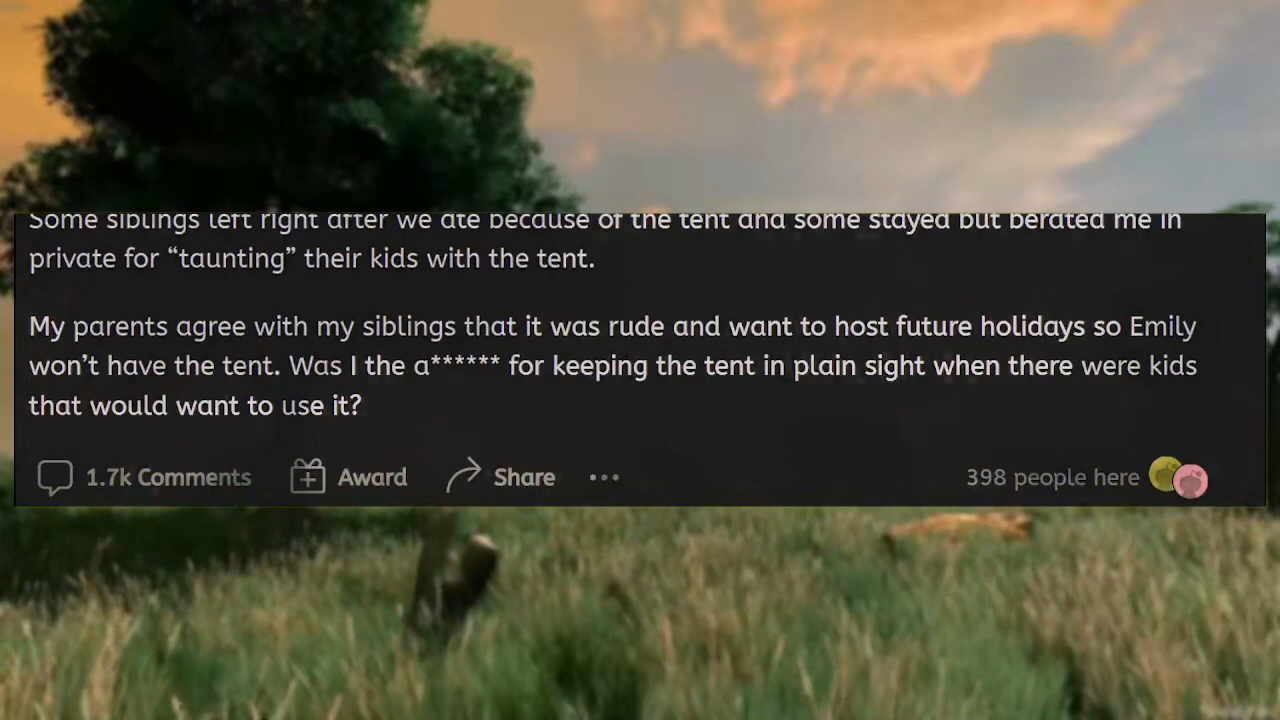 Some siblings left right after we ate because of the tent and some stayed but berated me in
private for “taunting” their kids with the tent.
My parents agree with my siblings that it was rude and want to host future holidays so Emily
won’t have the tent. Was I the a****** for keeping the tent in plain sight when there were kids
that would want to use it?
1.7k Comments Award Share ••• 398 people here